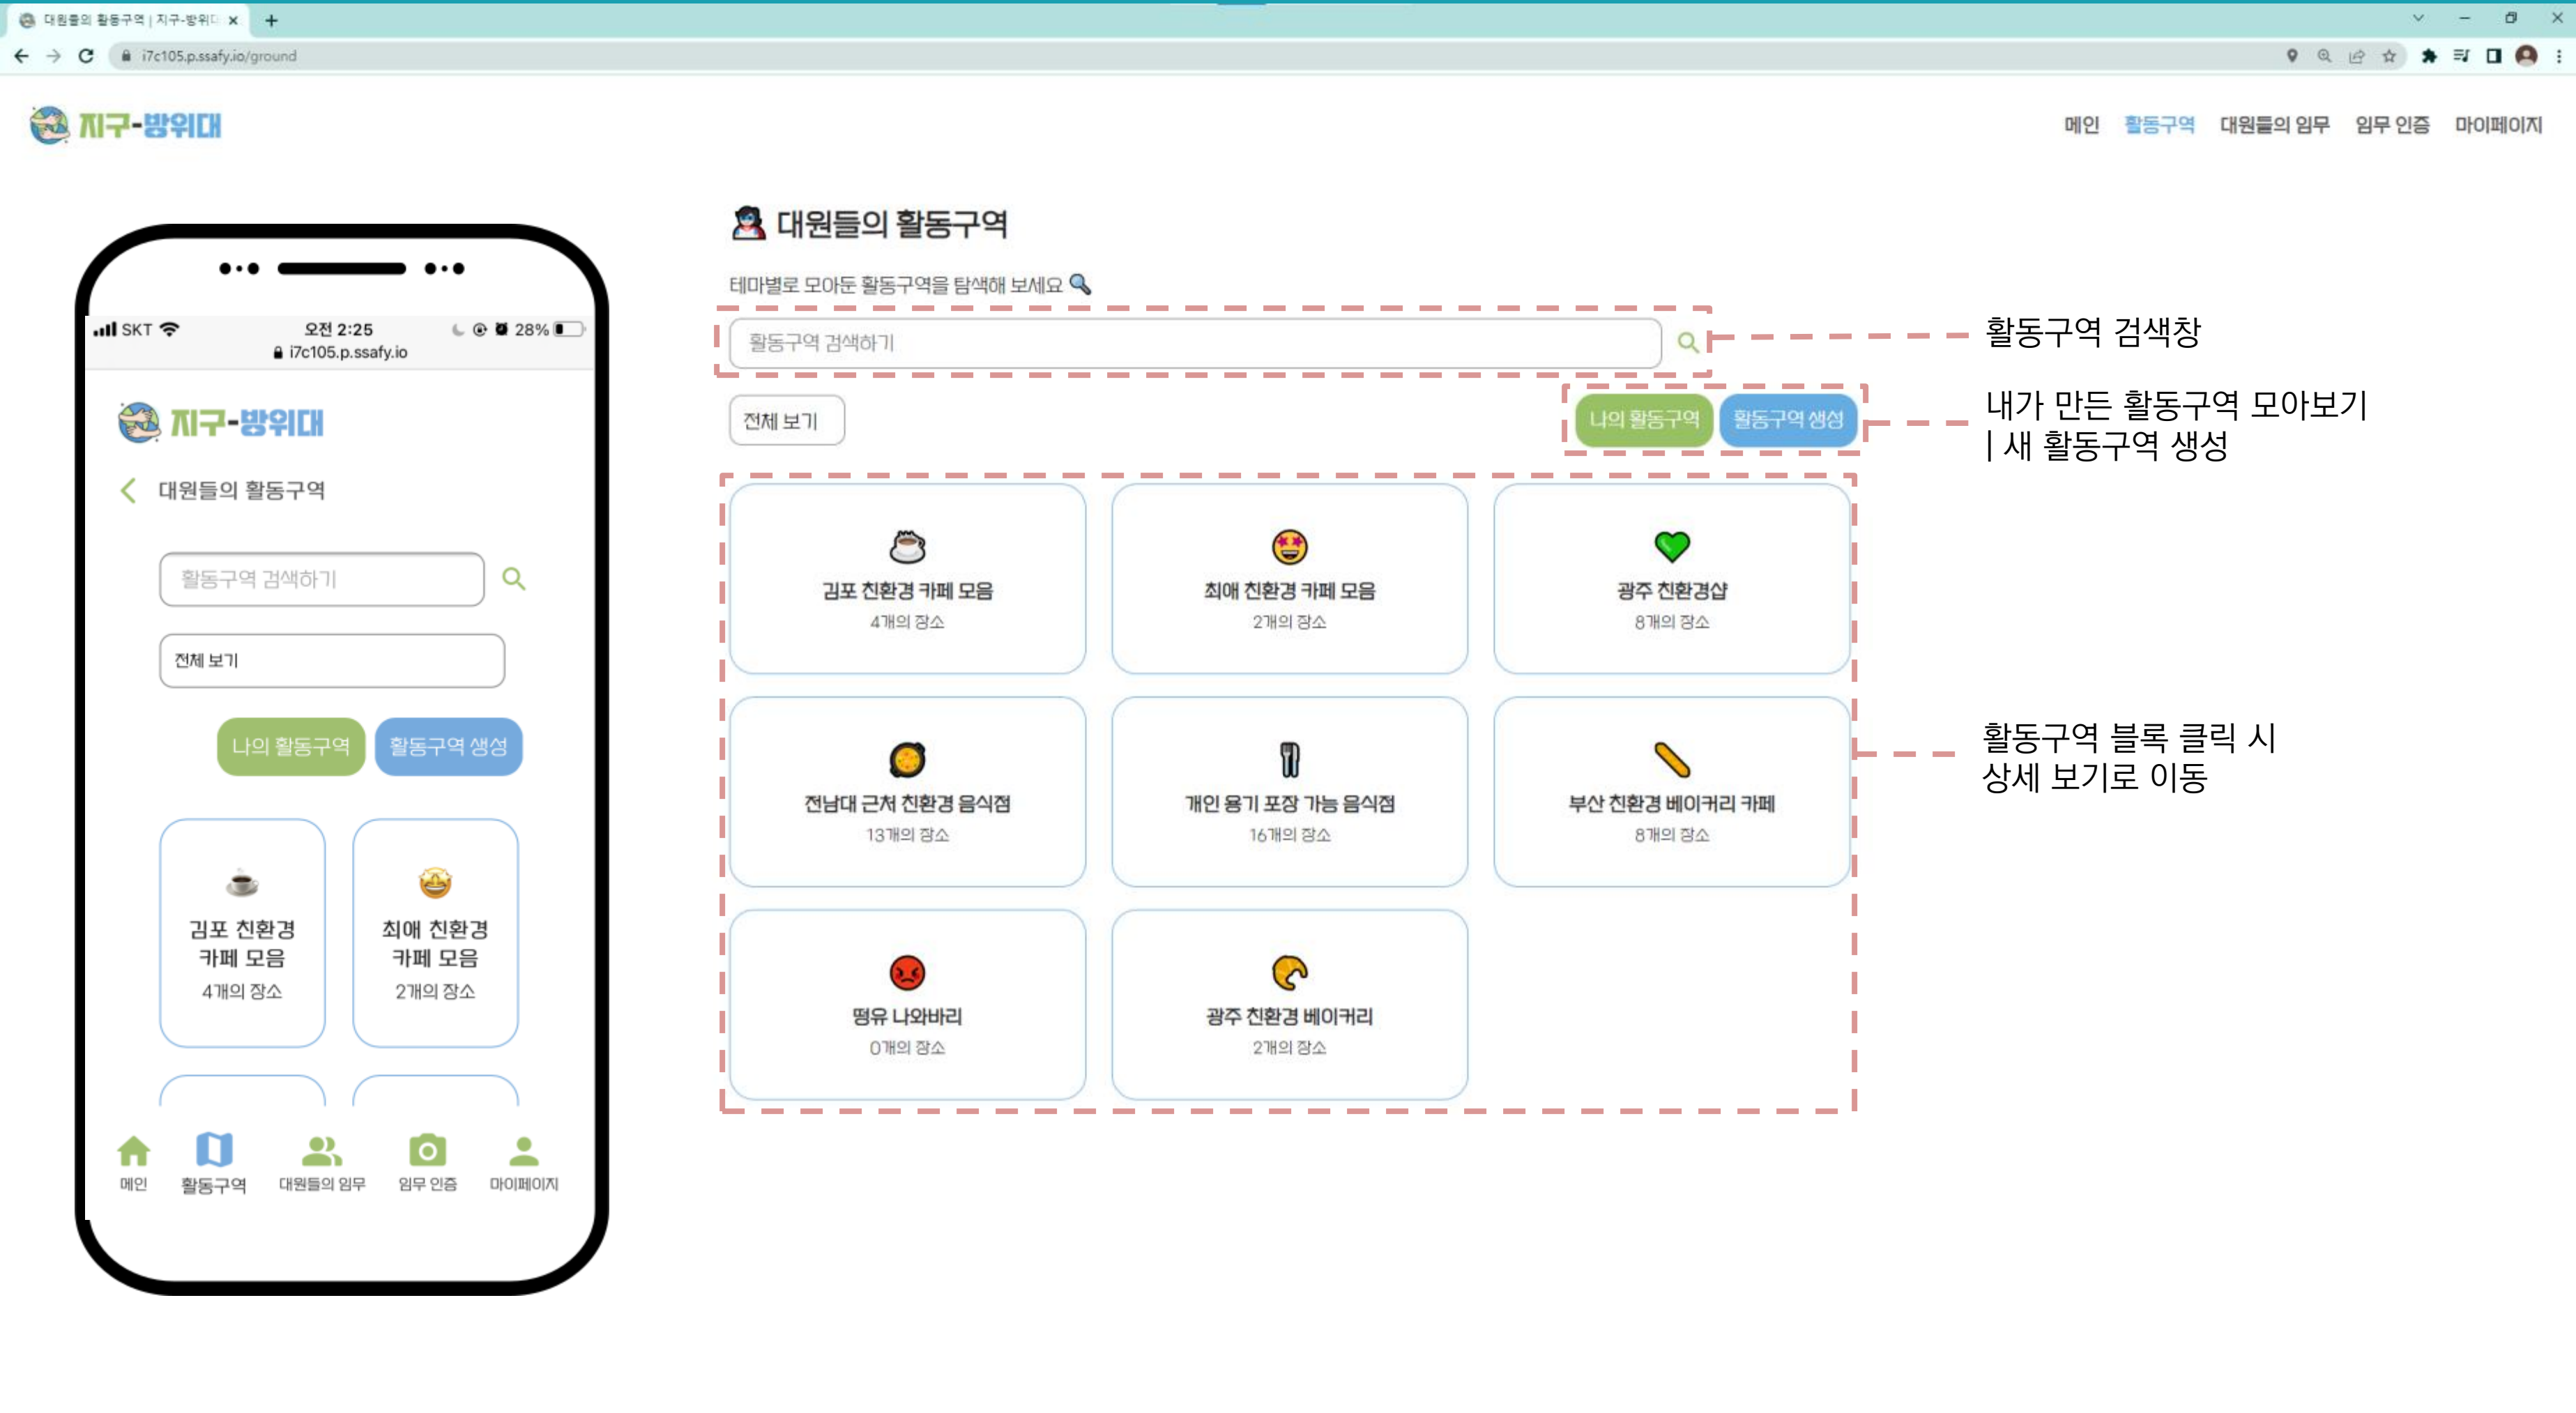 대원들의 활동구역 | 지구-방위대
i7c105.p.ssafy.io/ground
지구-방위대
메인 활동구역 대원들의 임무 임무 인증 마이페이지
대원들의 활동구역
테마별로 모아둔 활동구역을 탐색해 보세요
활동구역 검색하기
전체 보기
나의 활동구역 활동구역 생성
김포 친환경 카페 모음
4개의 장소
최애 친환경 카페 모음
2개의 장소
광주 친환경샵
8개의 장소
전남대 근처 친환경 음식점
13개의 장소
개인 용기 포장 가능 음식점
16개의 장소
부산 친환경 베이커리 카페
8개의 장소
떵유 나와바리
0개의 장소
광주 친환경 베이커리
2개의 장소
활동구역 검색창
내가 만든 활동구역 모아보기
| 새 활동구역 생성
활동구역 블록 클릭 시
상세 보기로 이동
SKT 오전 2:25 28%
i7c105.p.ssafy.io
지구-방위대
대원들의 활동구역
활동구역 검색하기
전체 보기
나의 활동구역 활동구역 생성
김포 친환경
카페 모음
4개의 장소
최애 친환경
카페 모음
2개의 장소
메인 활동구역 대원들의 임무 임무 인증 마이페이지